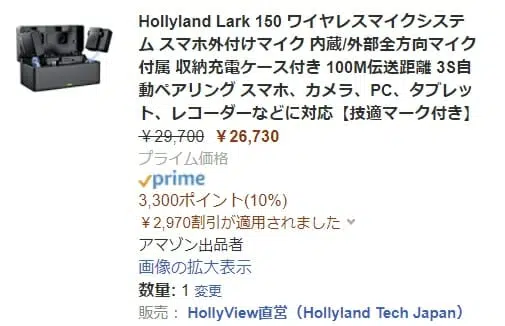 Hollyland Lark 150 ワイヤレスマイクシステ
ム スマホ外付けマイク 内蔵/外部全方向マイク
付属 収納充電ケース付き 100M伝送距離 3S自
動ペアリング スマホ、カメラ、PC、タブレッ
ト、レコーダーなどに対応【技適マーク付き】
￥29,700 ￥26,730
プライム価格
prime
3,300ポイント(10%)
￥2,970割引が適用されました
アマゾン出品者
画像の拡大表示
数量: 1 変更
販売： HollyView直営（Hollyland Tech Japan）